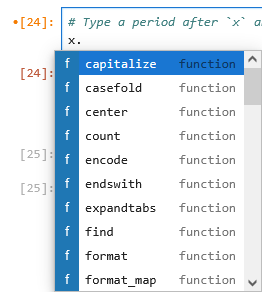 [24]: # Type a period after `x` a
x.
[24]:
[25]:
[25]:
f capitalize function
f casefold function
f center function
f count function
f encode function
f endswith function
f expandtabs function
f find function
f format function
f format_map function